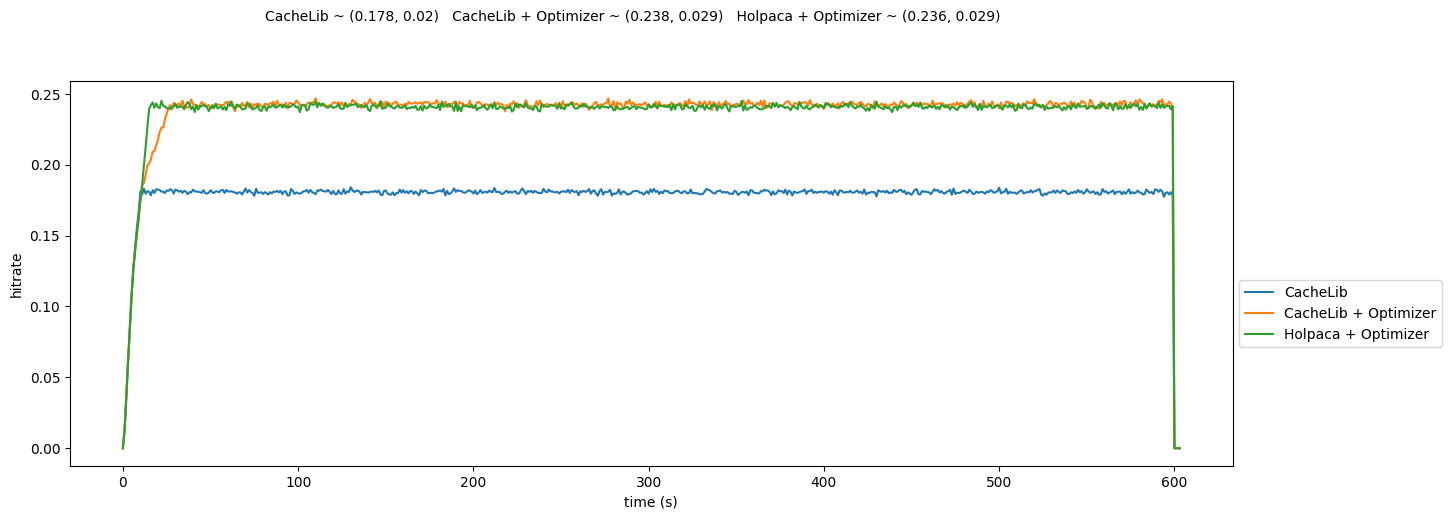 CacheLib ~ (0.178, 0.02)   CacheLib + Optimizer ~ (0.238, 0.029)   Holpaca + Optimizer ~ (0.236, 0.029)
0.25
0.20
0.15
0.10
0.05
0.00
hitrate
0 100 200 300 400 500 600
time (s)
CacheLib
CacheLib + Optimizer
Holpaca + Optimizer